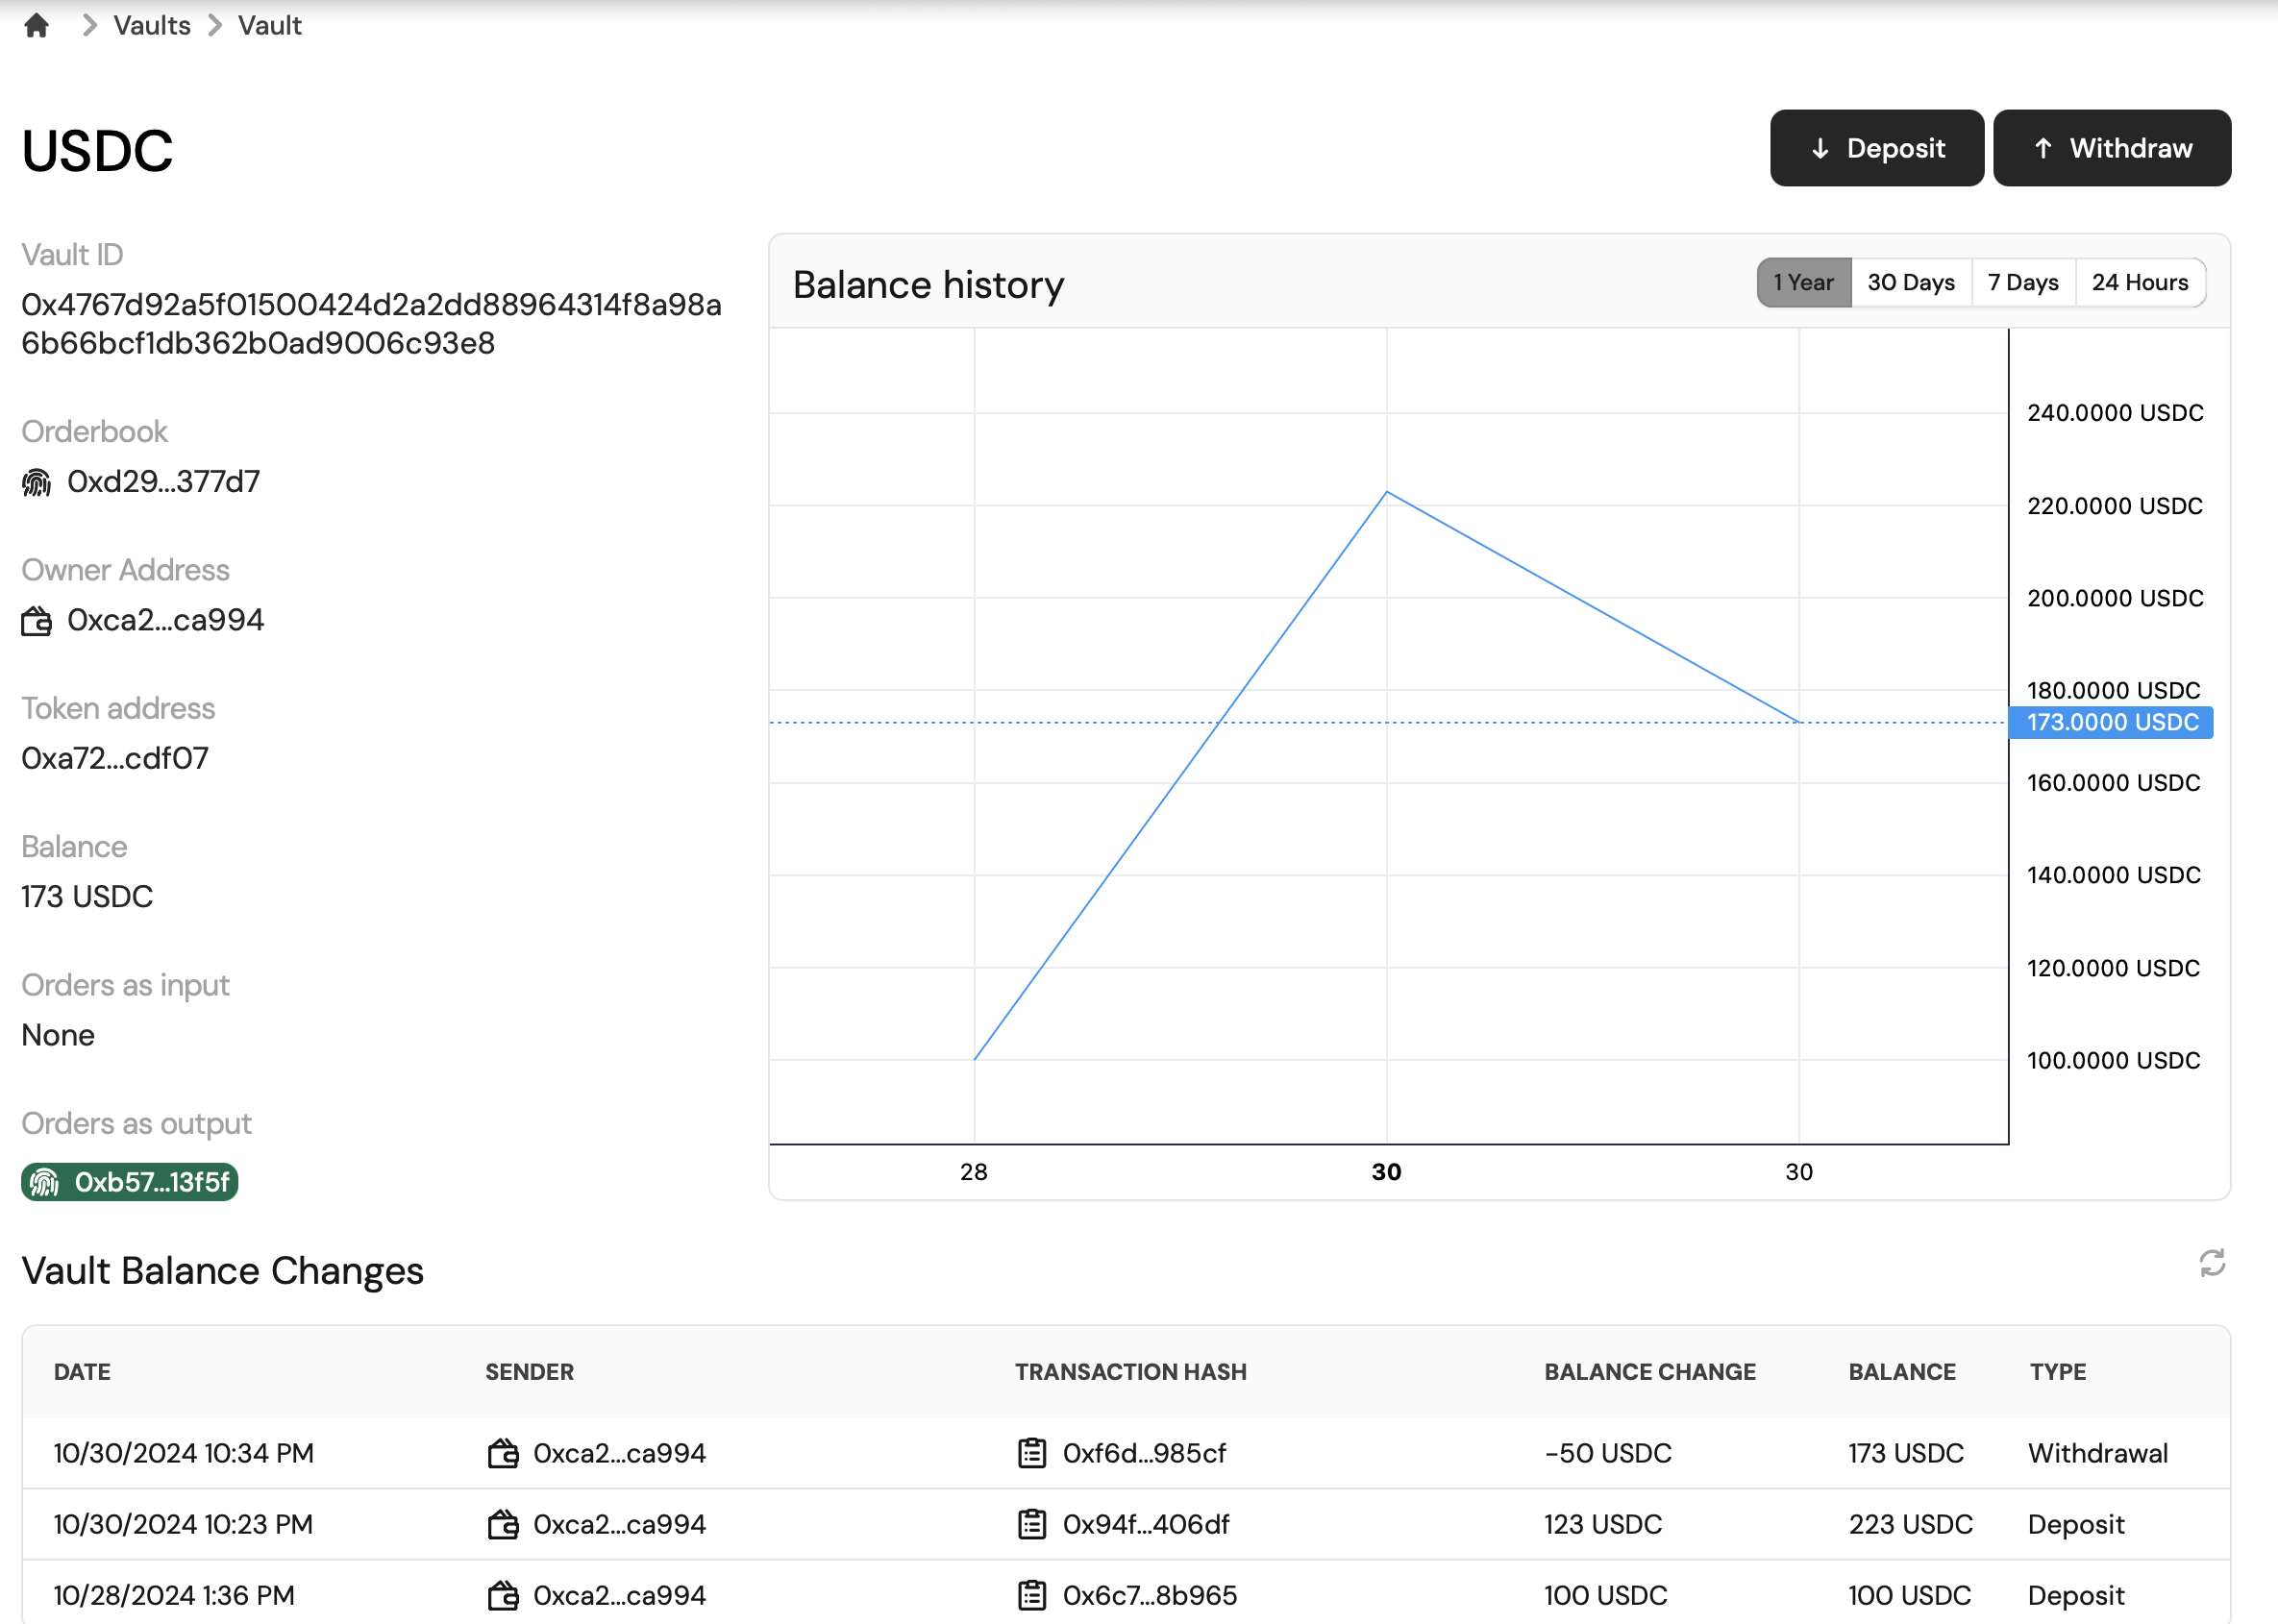 Vaults
Vault
USDC
Deposit
Withdraw
Vault ID
0x4767d92a5f01500424d2a2dd88964314f8a98a
6b66bcf1db362b0ad9006c93e8
Orderbook
0xd29...377d7
Owner Address
0xca2...ca994
Token address
0xa72...cdf07
Balance
173 USDC
Orders as input
None
Orders as output
0xb57...13f5f
Balance history
1 Year
30 Days
7 Days
24 Hours
240.0000 USDC
220.0000 USDC
200.0000 USDC
180.0000 USDC
173.0000 USDC
160.0000 USDC
140.0000 USDC
120.0000 USDC
100.0000 USDC
28
30
30
Vault Balance Changes
DATE SENDER TRANSACTION HASH BALANCE CHANGE BALANCE TYPE
10/30/2024 10:34 PM 0xca2...ca994 0xf6d...985cf -50 USDC 173 USDC Withdrawal
10/30/2024 10:23 PM 0xca2...ca994 0x94f...406df 123 USDC 223 USDC Deposit
10/28/2024 1:36 PM 0xca2...ca994 0x6c7...8b965 100 USDC 100 USDC Deposit